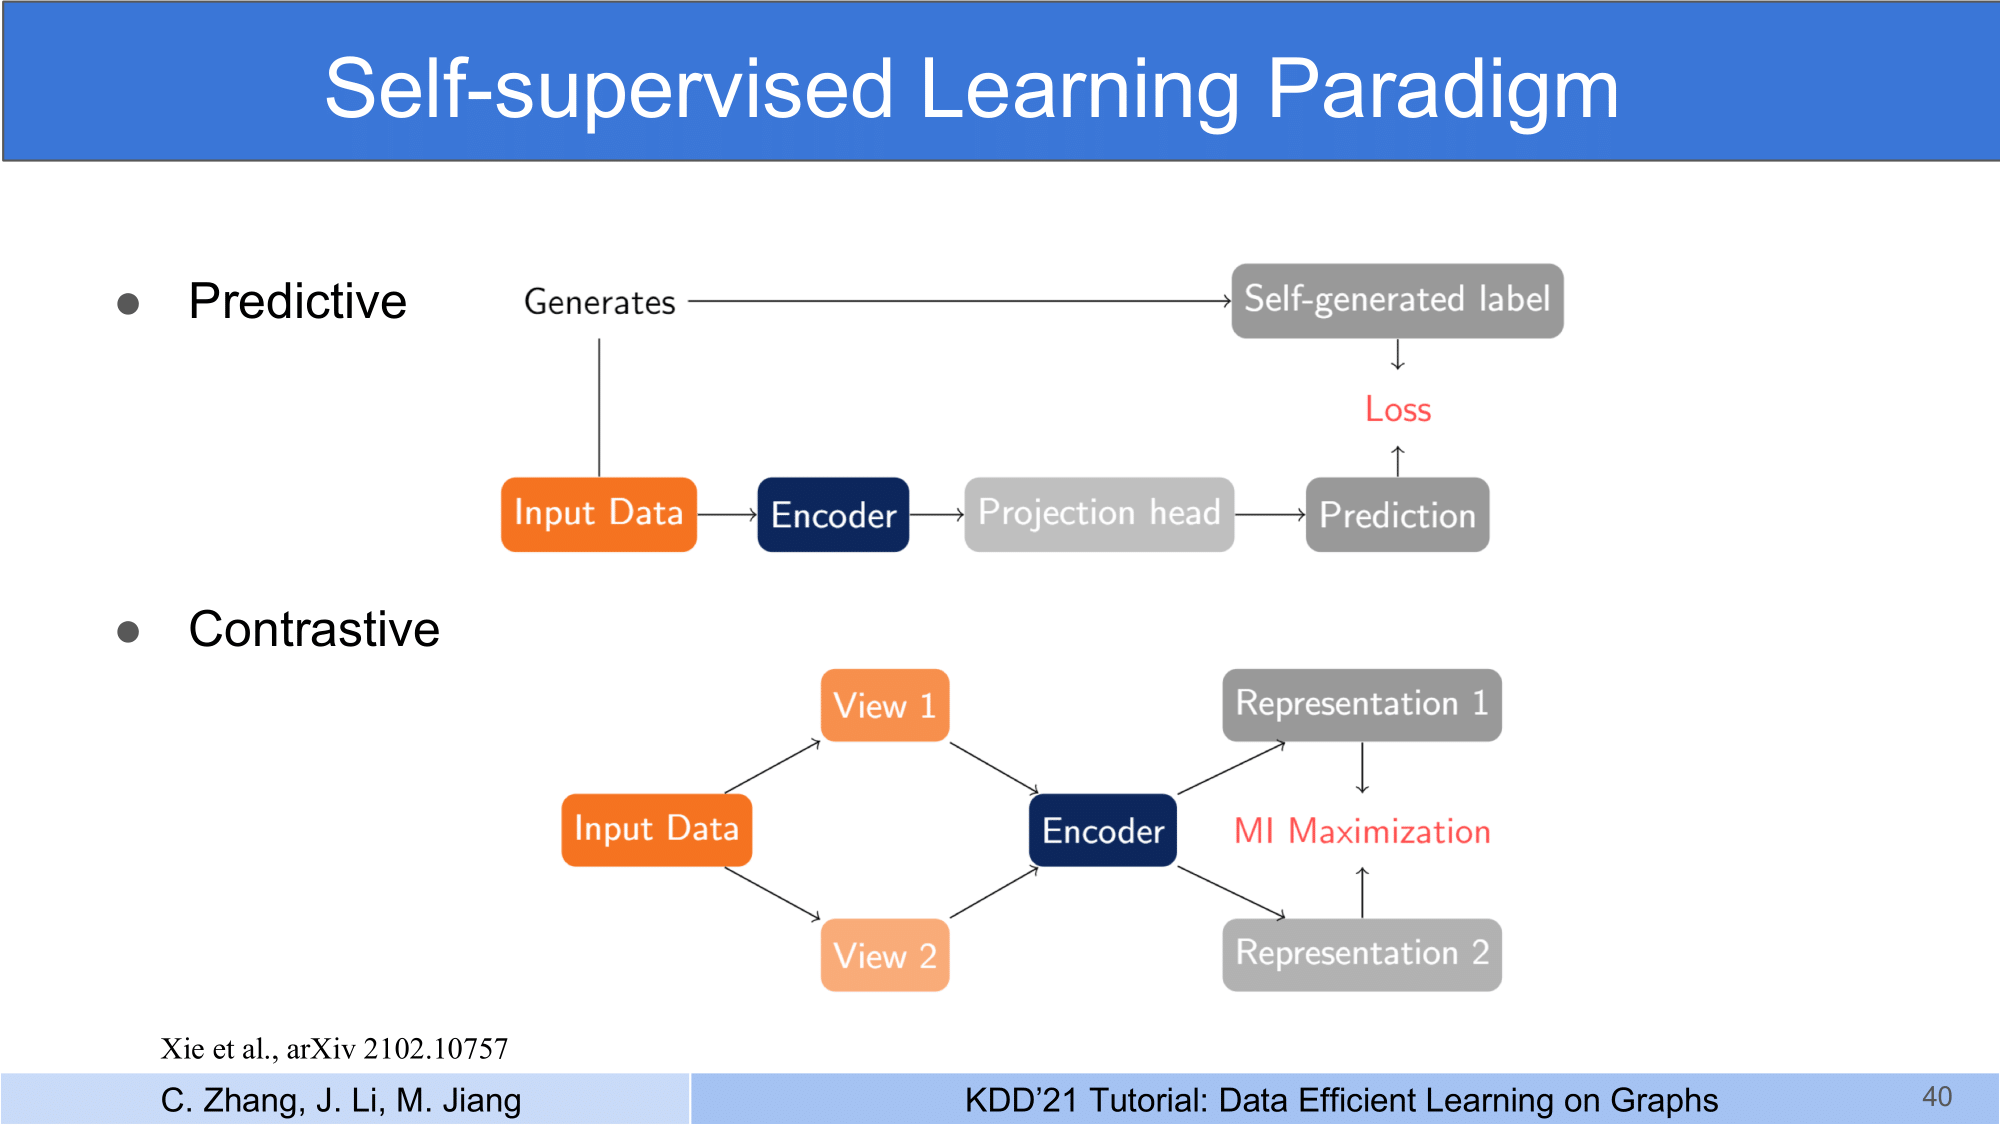 Self-supervised Learning Paradigm
● Predictive
Generates
Self-generated label
Loss
Input Data
Encoder
Projection head
Prediction
● Contrastive
View 1
Representation 1
Input Data
Encoder
MI Maximization
View 2
Representation 2
Xie et al., arXiv 2102.10757
C. Zhang, J. Li, M. Jiang
KDD’21 Tutorial: Data Efficient Learning on Graphs
40